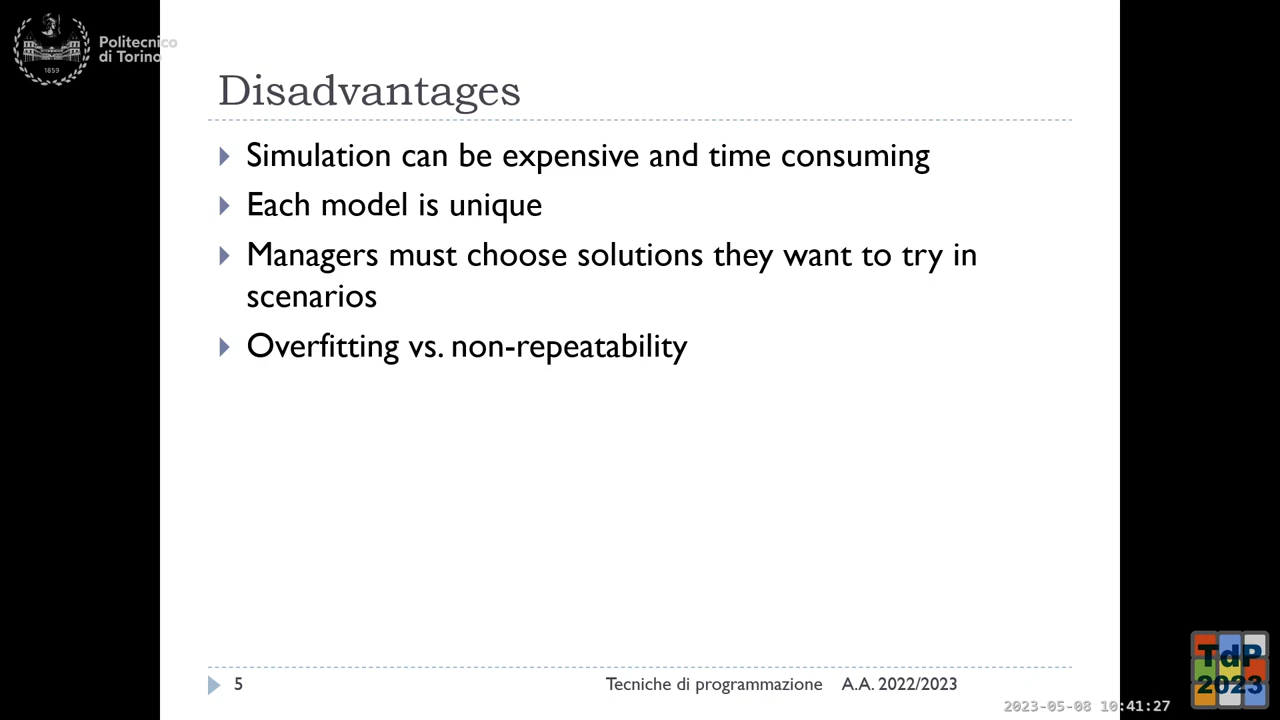 Politecnico
di Torino
1859
Disadvantages
Simulation can be expensive and time consuming
Each model is unique
Managers must choose solutions they want to try in
scenarios
Overfitting vs. non-repeatability
5
Tecniche di programmazione A.A. 2022/2023
2023-05-08 10:41:27
TdP
2023